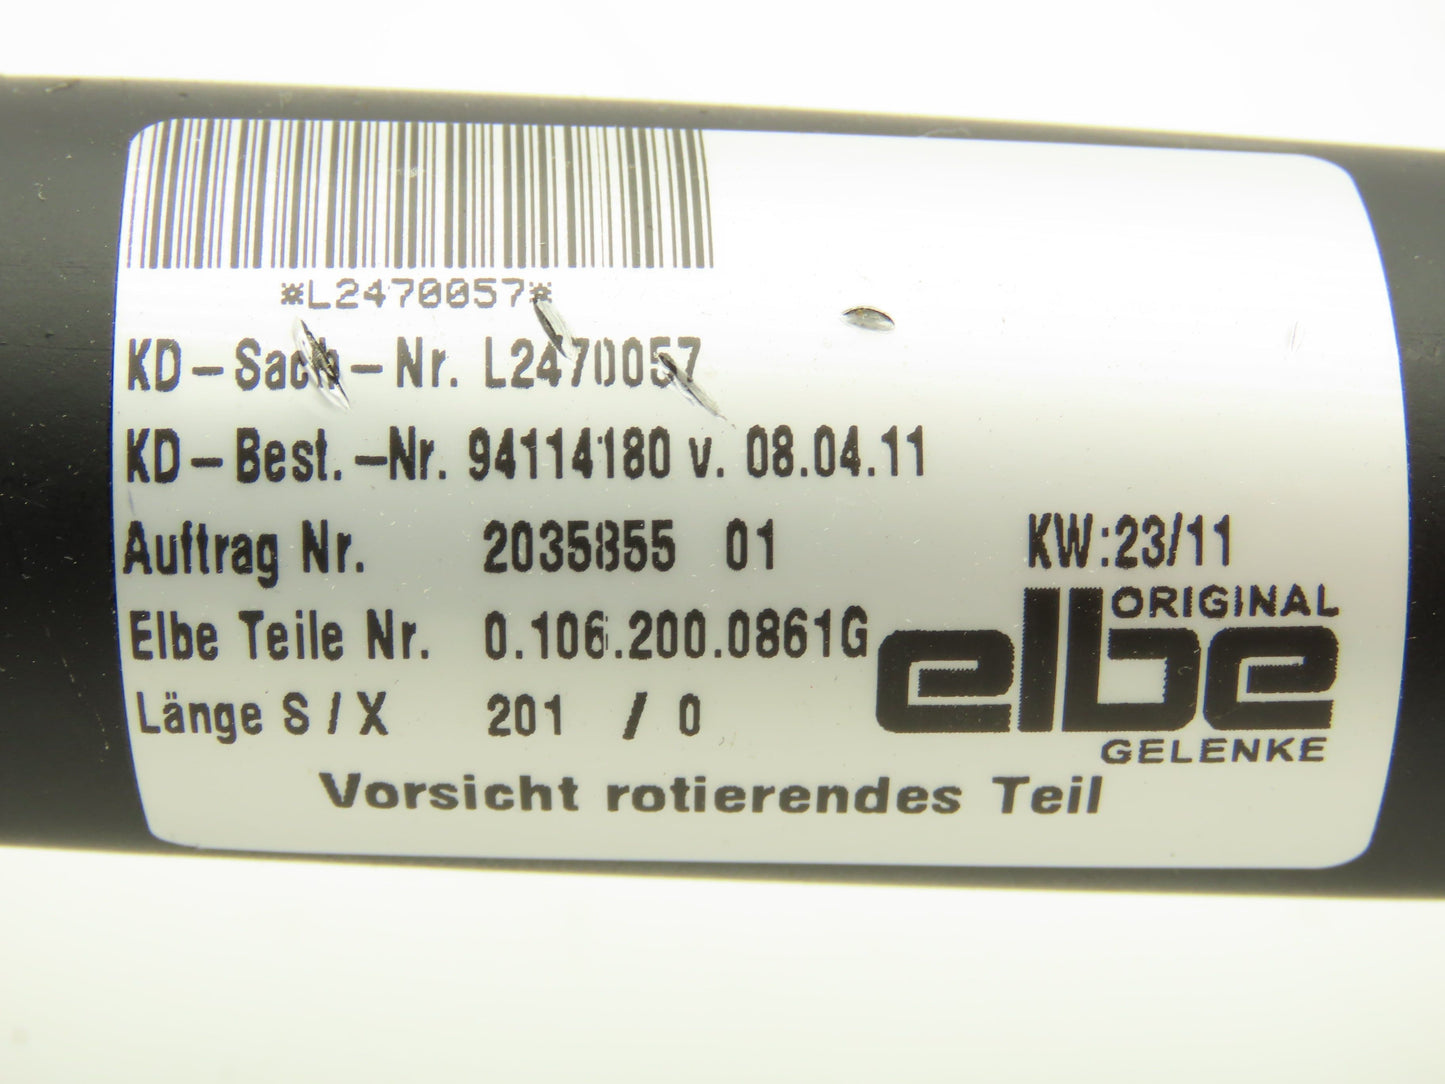 *L2470057*
KD-Sach-Nr. L2470057
KD-Best.-Nr. 94114180 v. 08.04.11
Auftrag Nr. 2035855 01 KW:23/11
Elbe Teile Nr. 0.106.200.0861G
Länge S / X 201 / 0
ORIGINAL
elbe
GELENKE
Vorsicht rotierendes Teil